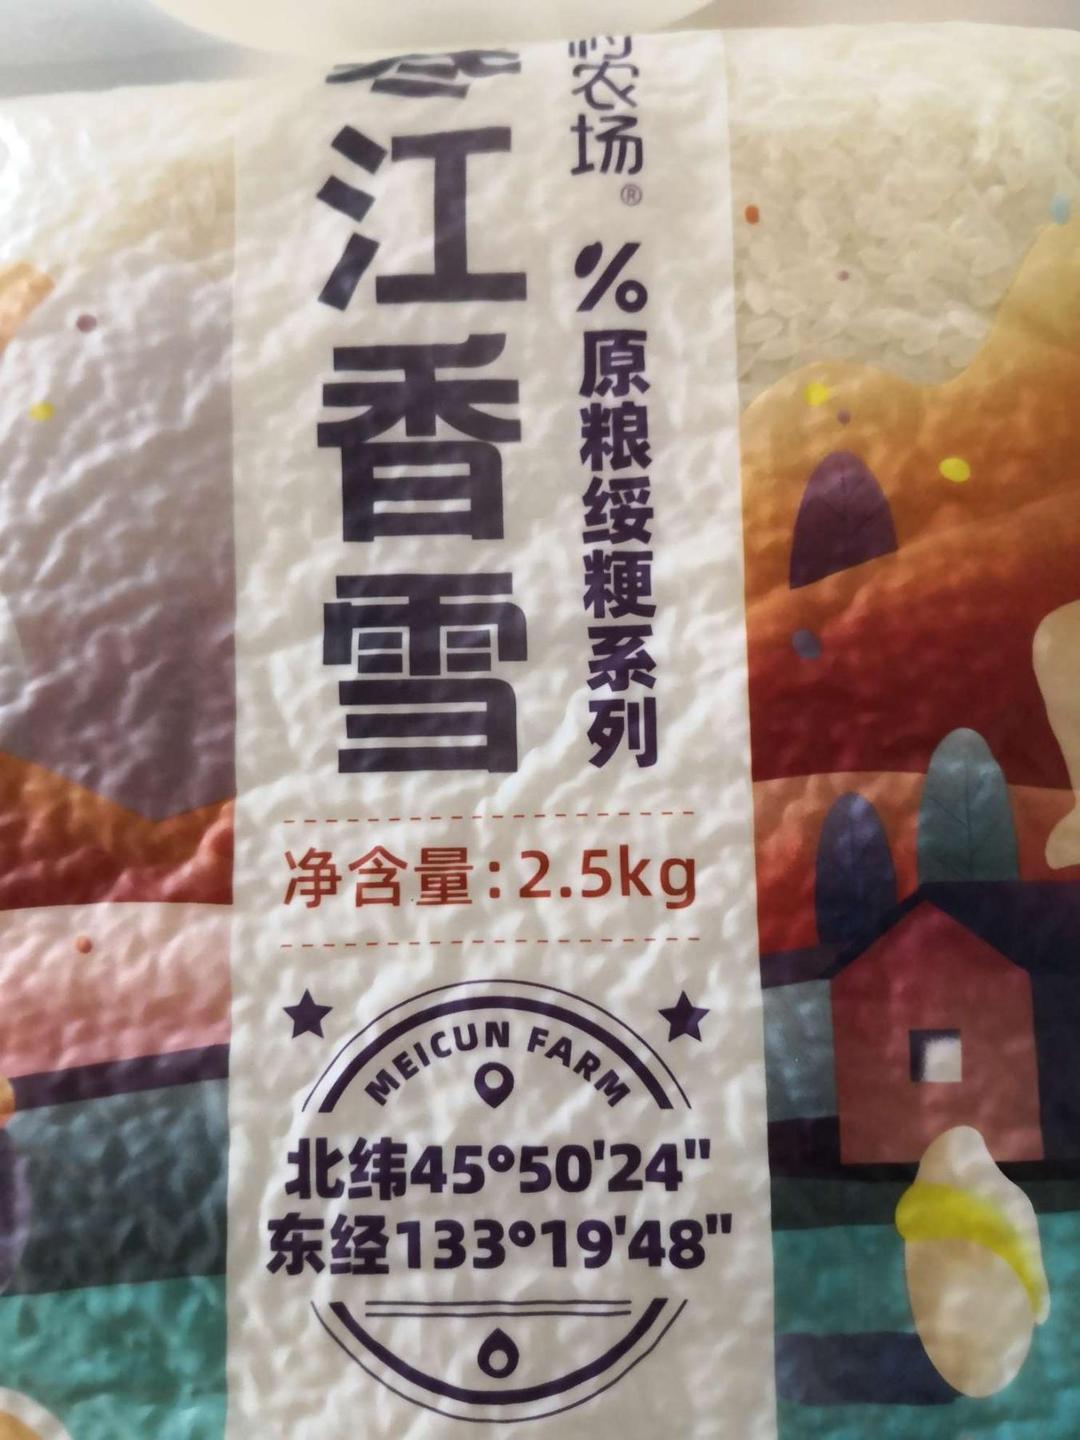 江香雪
农场®
%原粮绥粳系列
净含量:2.5kg
MEICUN FARM
北纬45°50'24"
东经133°19'48"